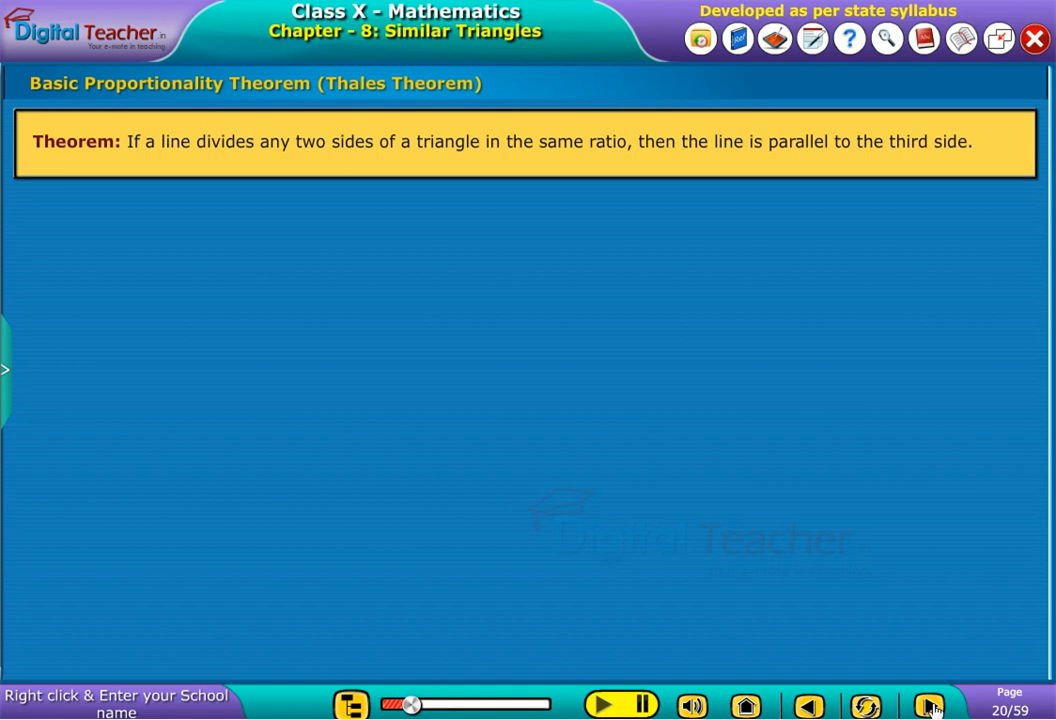 Digital Teacher.in
Your e-mate in teaching
Class X - Mathematics
Chapter - 8: Similar Triangles
Developed as per state syllabus
Basic Proportionality Theorem (Thales Theorem)
Theorem: If a line divides any two sides of a triangle in the same ratio, then the line is parallel to the third side.
Digital Teacher
Right click & Enter your School
name
Page
20/59